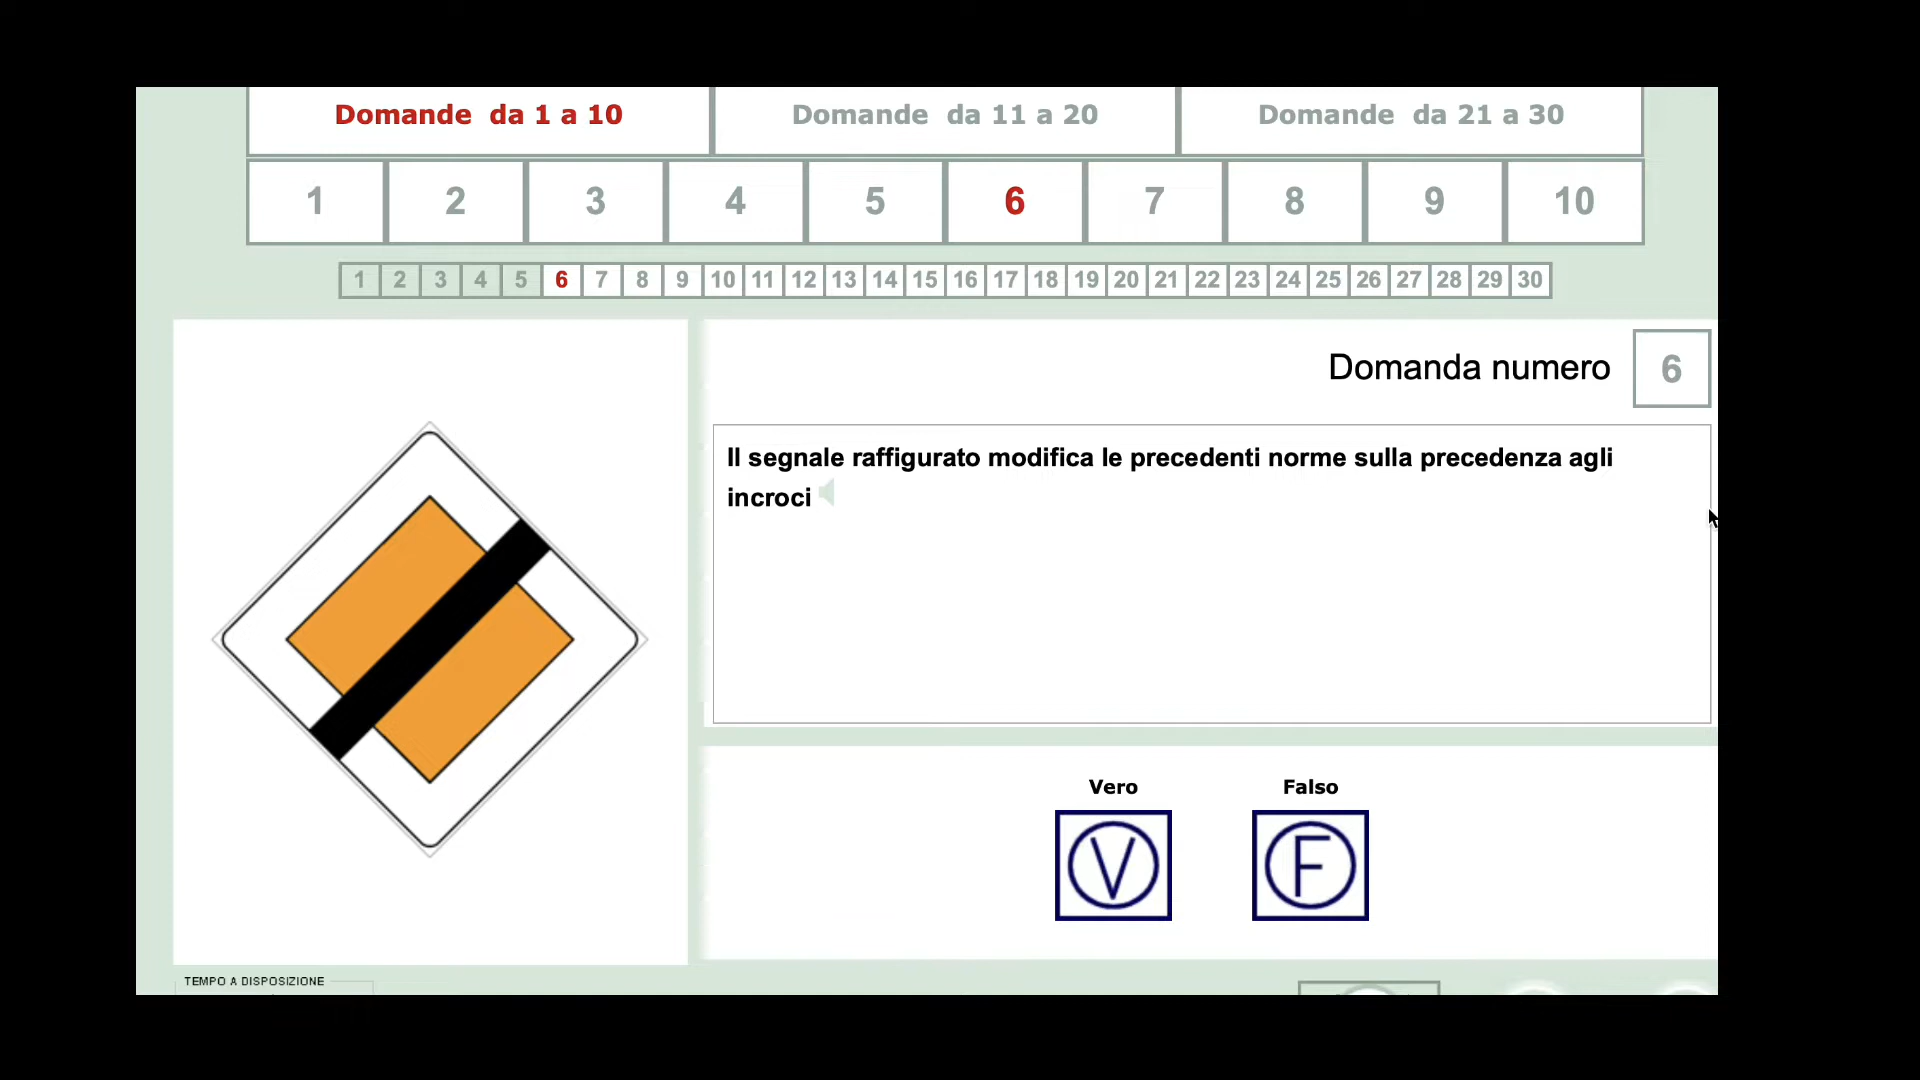 Domande da 1 a 10
Domande da 11 a 20
Domande da 21 a 30
1 2 3 4 5 6 7 8 9 10
1 2 3 4 5 6 7 8 9 10 11 12 13 14 15 16 17 18 19 20 21 22 23 24 25 26 27 28 29 30
Domanda numero 6
Il segnale raffigurato modifica le precedenti norme sulla precedenza agli
incroci
Vero Falso
V F
TEMPO A DISPOSIZIONE